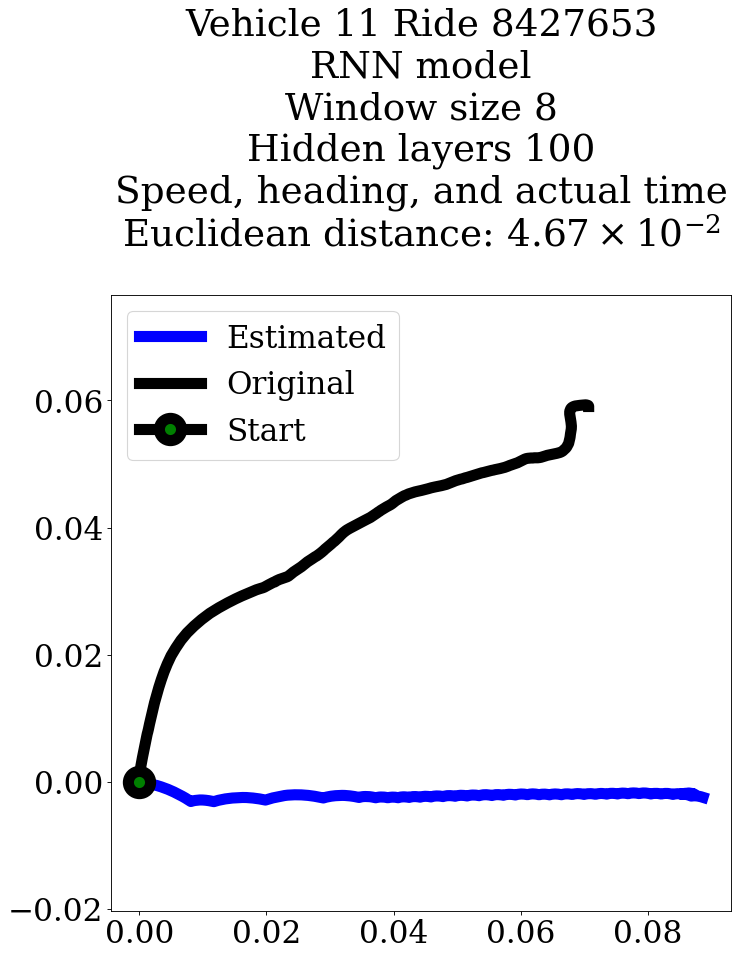 Vehicle 11 Ride 8427653
RNN model
Window size 8
Hidden layers 100
Speed, heading, and actual time
Euclidean distance: 4.67 × 10⁻²
Estimated
Original
Start
0.06
0.04
0.02
0.00
−0.02
0.00 0.02 0.04 0.06 0.08